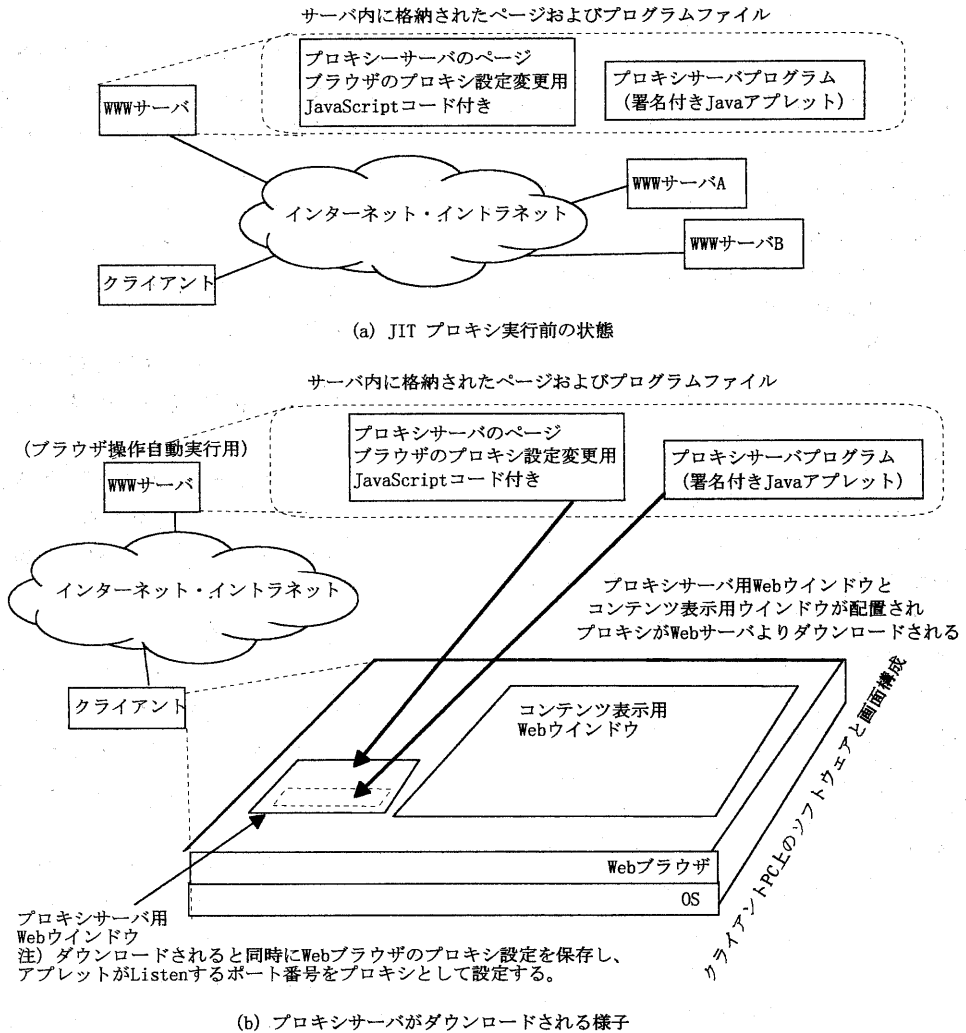 サーバ内に格納されたページおよびプログラムファイル
プロキシーサーバのページ
ブラウザのプロキシ設定変更用
JavaScriptコード付き
プロキシサーバプログラム
(署名付きJavaアプレット)
WWWサーバ
インターネット・イントラネット
WWWサーバA
WWWサーバB
クライアント
(a) JIT プロキシ実行前の状態
サーバ内に格納されたページおよびプログラムファイル
(ブラウザ操作自動実行用)
WWWサーバ
プロキシサーバのページ
ブラウザのプロキシ設定変更用
JavaScriptコード付き
プロキシサーバプログラム
(署名付きJavaアプレット)
インターネット・イントラネット
プロキシサーバ用Webウインドウと
コンテンツ表示用ウインドウが配置され
プロキシがWebサーバよりダウンロードされる
クライアント
コンテンツ表示用
Webウインドウ
クライアントPC上のソフトウェアと画面構成
Webブラウザ
OS
プロキシサーバ用
Webウインドウ
注) ダウンロードされると同時にWebブラウザのプロキシ設定を保存し、
アプレットがListenするポート番号をプロキシとして設定する。
(b) プロキシサーバがダウンロードされる様子